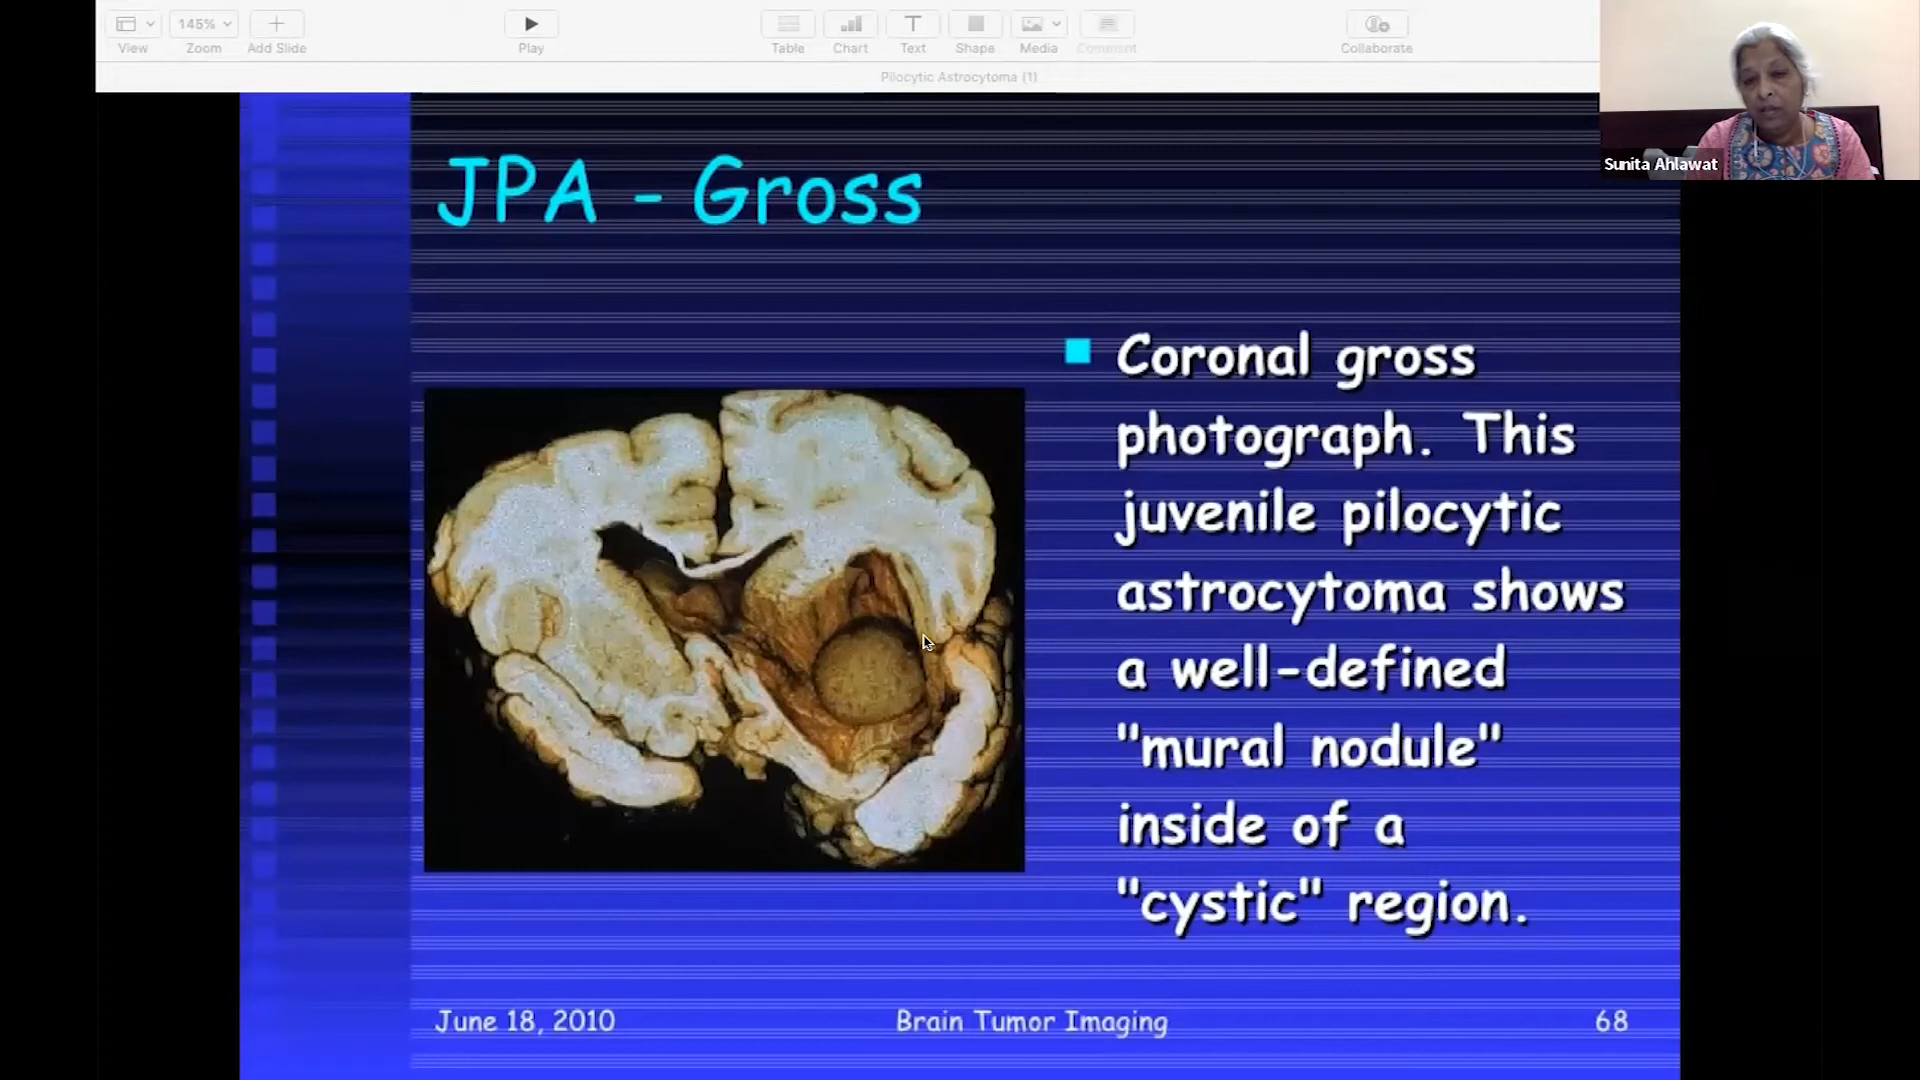 145%
View
Zoom
Add Slide
Play
Table
Chart
Text
Shape
Media
Comment
Collaborate
Pilocytic Astrocytoma (1)
Sunita Ahlawat
JPA - Gross
Coronal gross
photograph. This
juvenile pilocytic
astrocytoma shows
a well-defined
"mural nodule"
inside of a
"cystic" region.
June 18, 2010
Brain Tumor Imaging
68